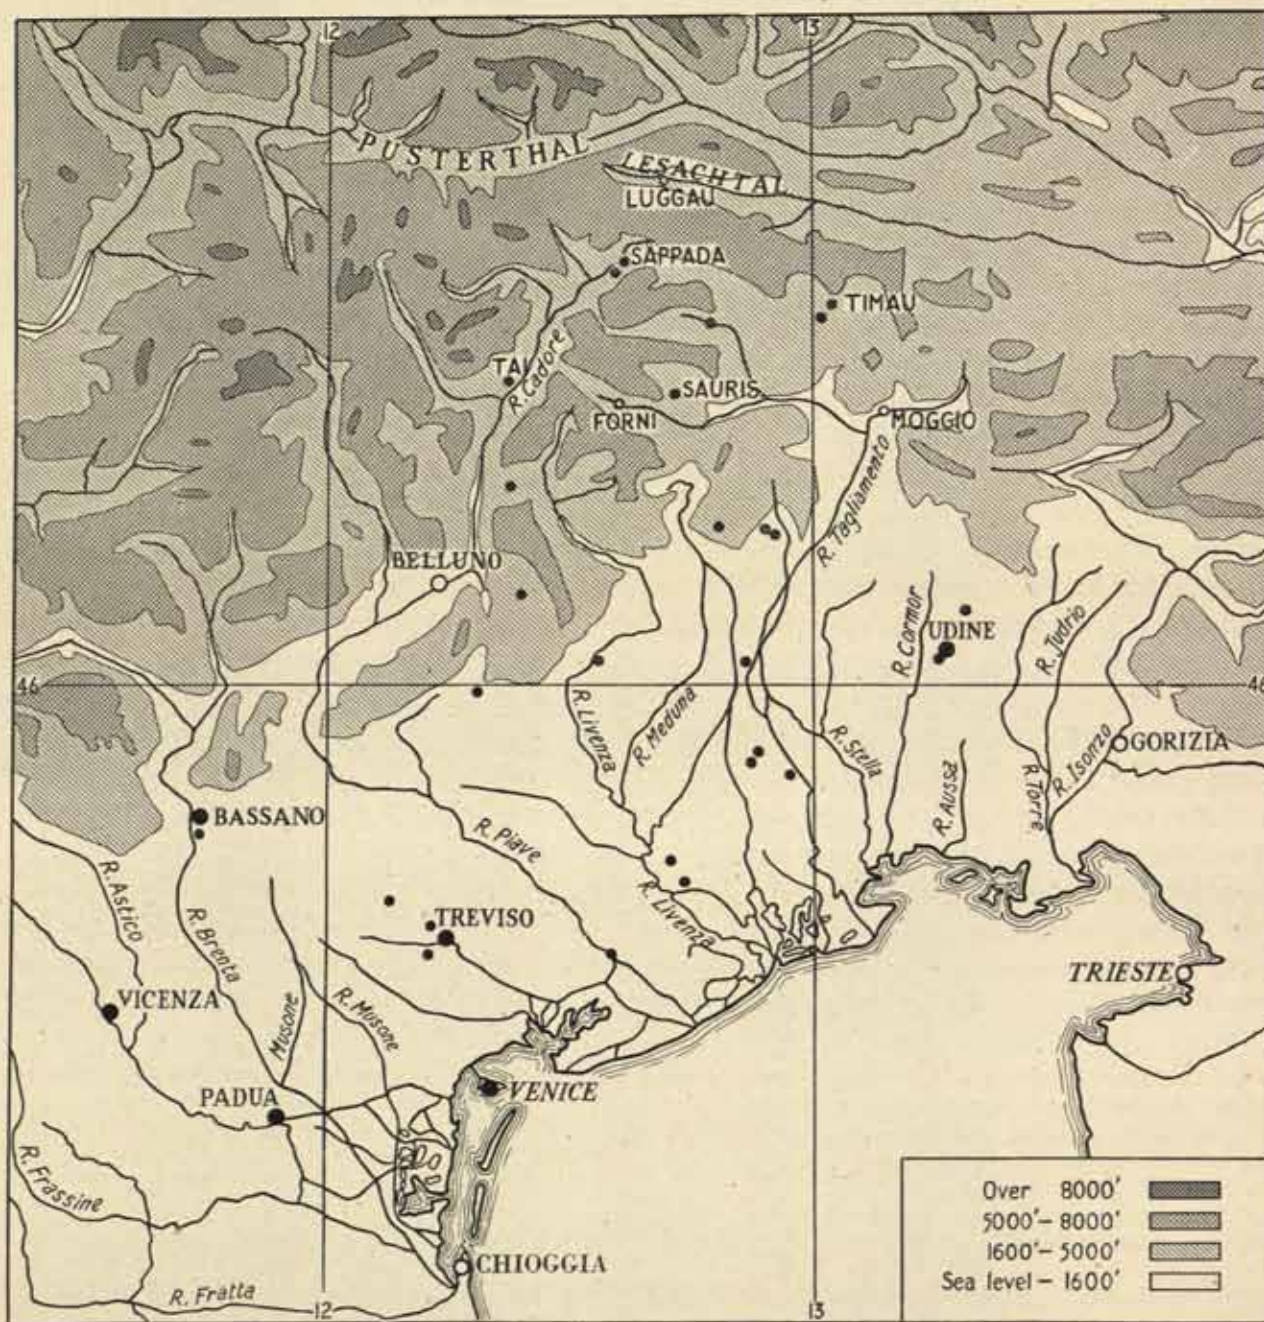 12
13
PUSTERTHAL
LESACHTAL
LUGGAU
SAPPADA
TIMAU
TAI
R. Cadore
SAURIS
FORNI
MOGGIO
R. Tagliamento
BELLUNO
R. Cormor
UDINE
R. Judrio
46
46
R. Livenza
R. Meduna
R. Stella
R. Aussa
R. Torre
R. Isonzo
GORIZIA
BASSANO
R. Astico
R. Piave
R. Brenta
TREVISO
R. Livenza
TRIESTE
VICENZA
Musone
R. Musone
PADUA
VENICE
R. Frassine
CHIOGGIA
R. Fratta
12
13
Over 8000'
5000'–8000'
1600'–5000'
Sea level – 1600'